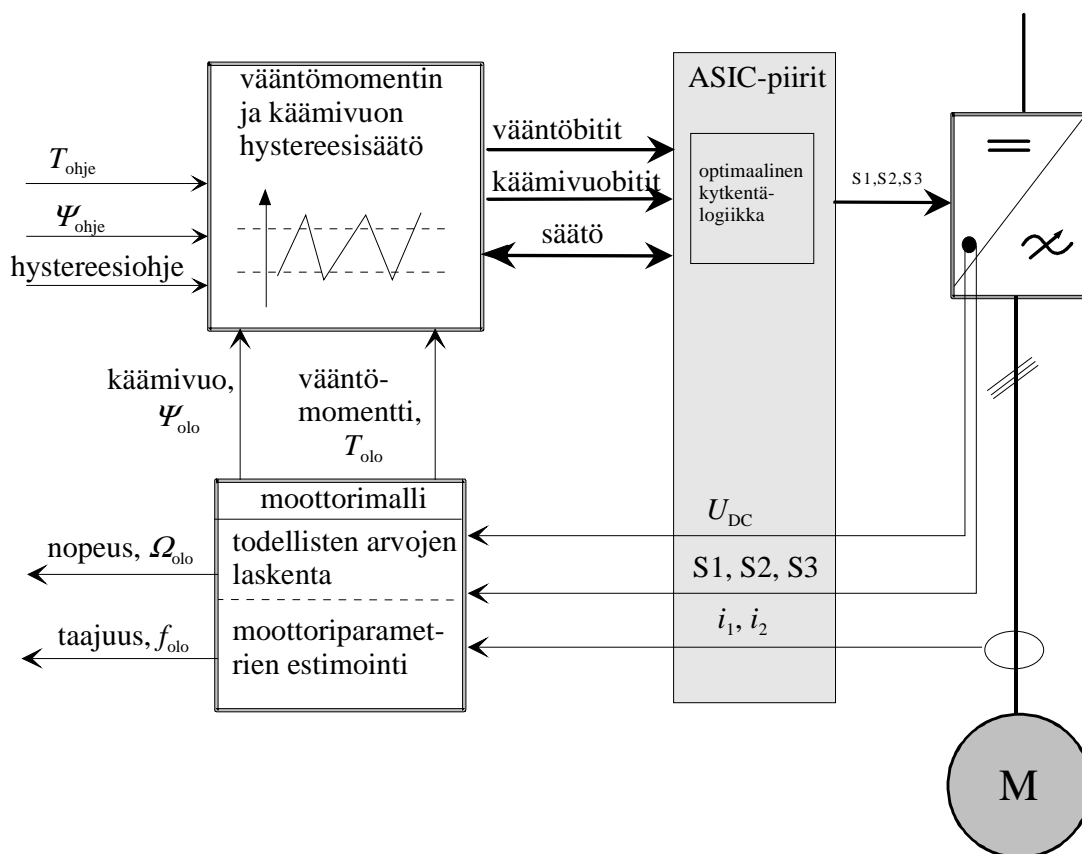 vääntömomentin
ja käämivuon
hystereesisäätö
T_ohje
Ψ_ohje
hystereesiohje
vääntöbitit
käämivuobitit
säätö
ASIC-piirit
optimaalinen
kytkentä-
logiikka
S1,S2,S3
käämivuo,
Ψ_olo
vääntö-
momentti,
T_olo
moottorimalli
todellisten arvojen
laskenta
moottoriparamet-
rien estimointi
nopeus, Ω_olo
taajuus, f_olo
U_DC
S1, S2, S3
i_1, i_2
M